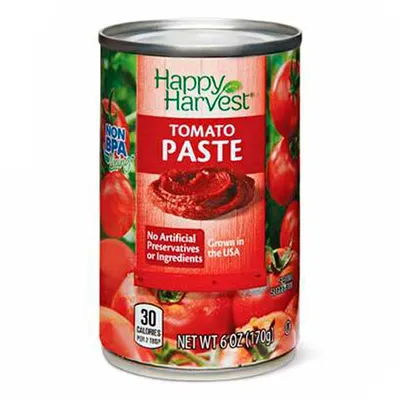 Happy
Harvest®
TOMATO
PASTE
NON
BPA
Lining*
No Artificial
Preservatives
or Ingredients
Grown in
the USA
30
CALORIES
PER 2 TBSP
NET WT 6 OZ (170g)